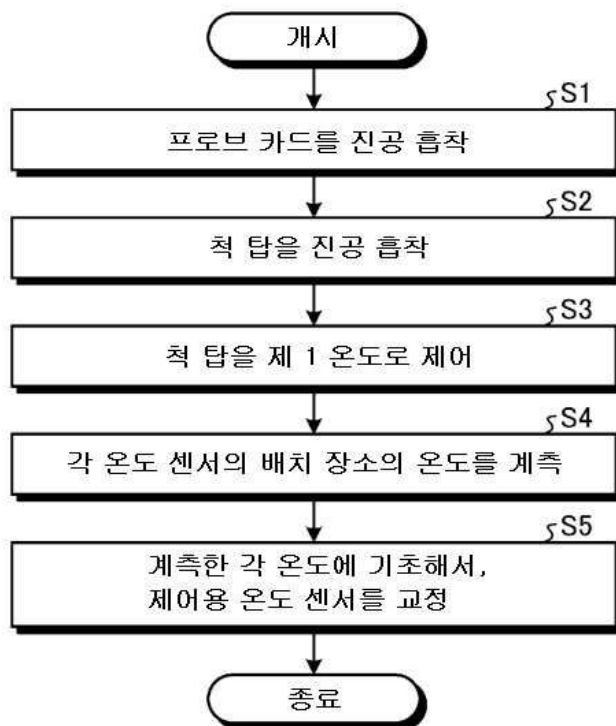 개시
S1
프로브 카드를 진공 흡착
S2
척 탑을 진공 흡착
S3
척 탑을 제 1 온도로 제어
S4
각 온도 센서의 배치 장소의 온도를 계측
S5
계측한 각 온도에 기초해서,
제어용 온도 센서를 교정
종료